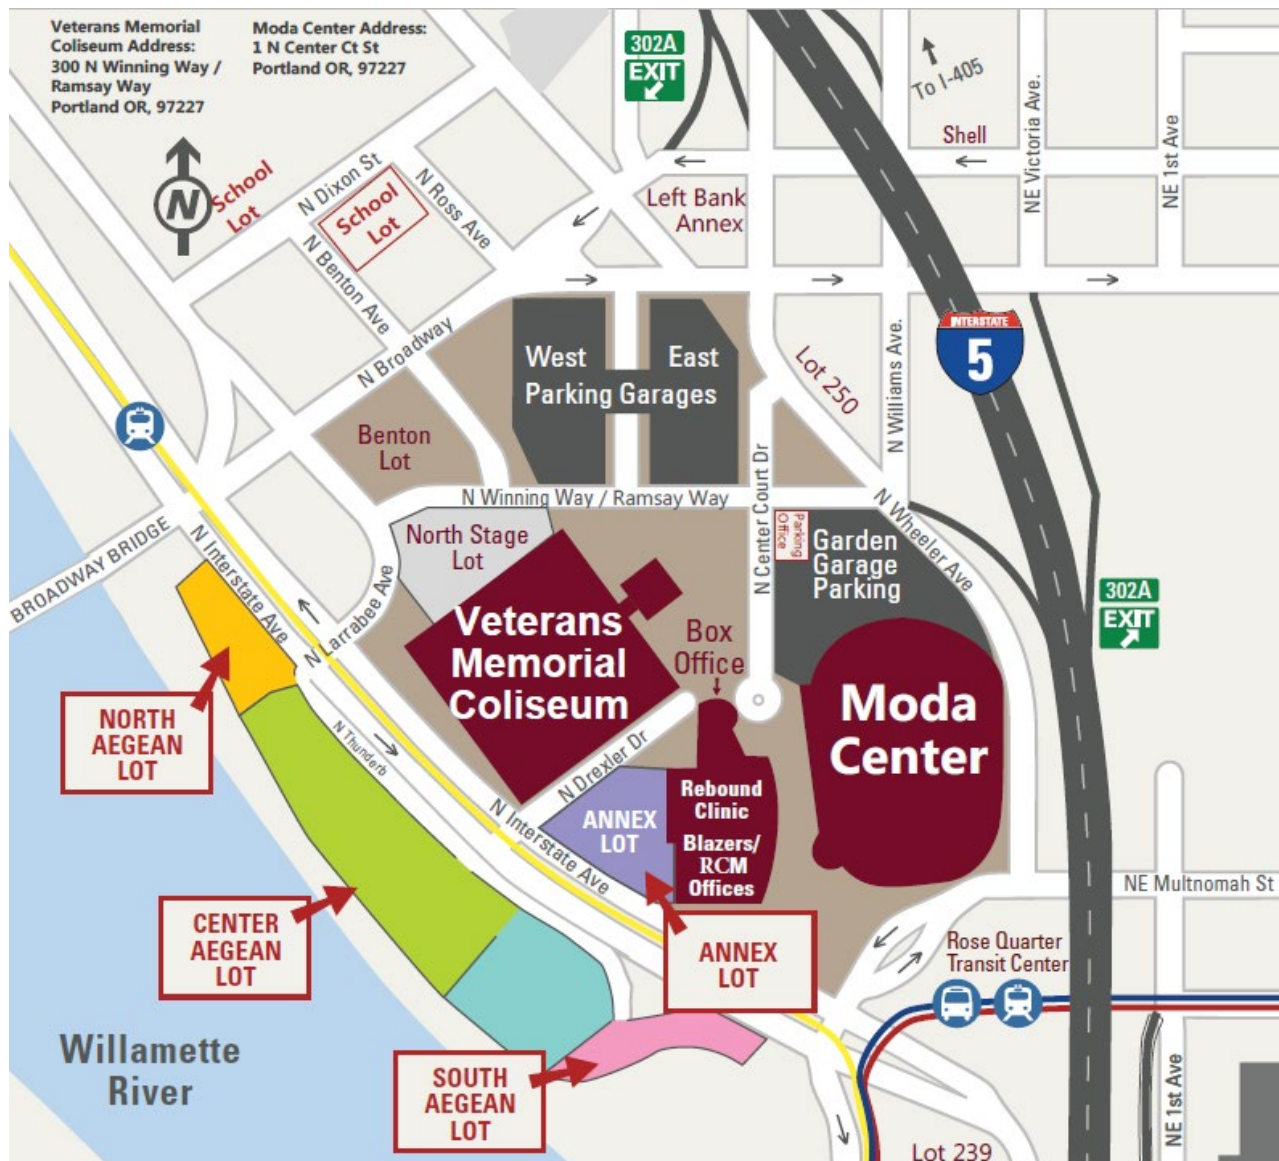 Veterans Memorial
Coliseum Address:
300 N Winning Way /
Ramsay Way
Portland OR, 97227
Moda Center Address:
1 N Center Ct St
Portland OR, 97227
302A
EXIT
To I-405
Shell
NE Victoria Ave.
NE 1st Ave
N
School
Lot
N Dixon St
School
Lot
N Ross Ave
N Benton Ave
Left Bank
Annex
N Broadway
West
East
Parking Garages
Lot 250
N Williams Ave.
INTERSTATE
5
Benton
Lot
N Winning Way / Ramsay Way
N Center Court Dr
N Wheeler Ave
BROADWAY BRIDGE
N Interstate Ave
North Stage
Lot
Parking
Office
Garden
Garage
Parking
302A
EXIT
N Larrabee Ave
Veterans
Memorial
Coliseum
Box
Office
Moda
Center
NORTH
AEGEAN
LOT
N Thunderb
N Drexler Dr
N Interstate Ave
ANNEX
LOT
Rebound
Clinic
Blazers/
RCM
Offices
NE Multnomah St
CENTER
AEGEAN
LOT
ANNEX
LOT
Rose Quarter
Transit Center
Willamette
River
SOUTH
AEGEAN
LOT
NE 1st Ave
Lot 239